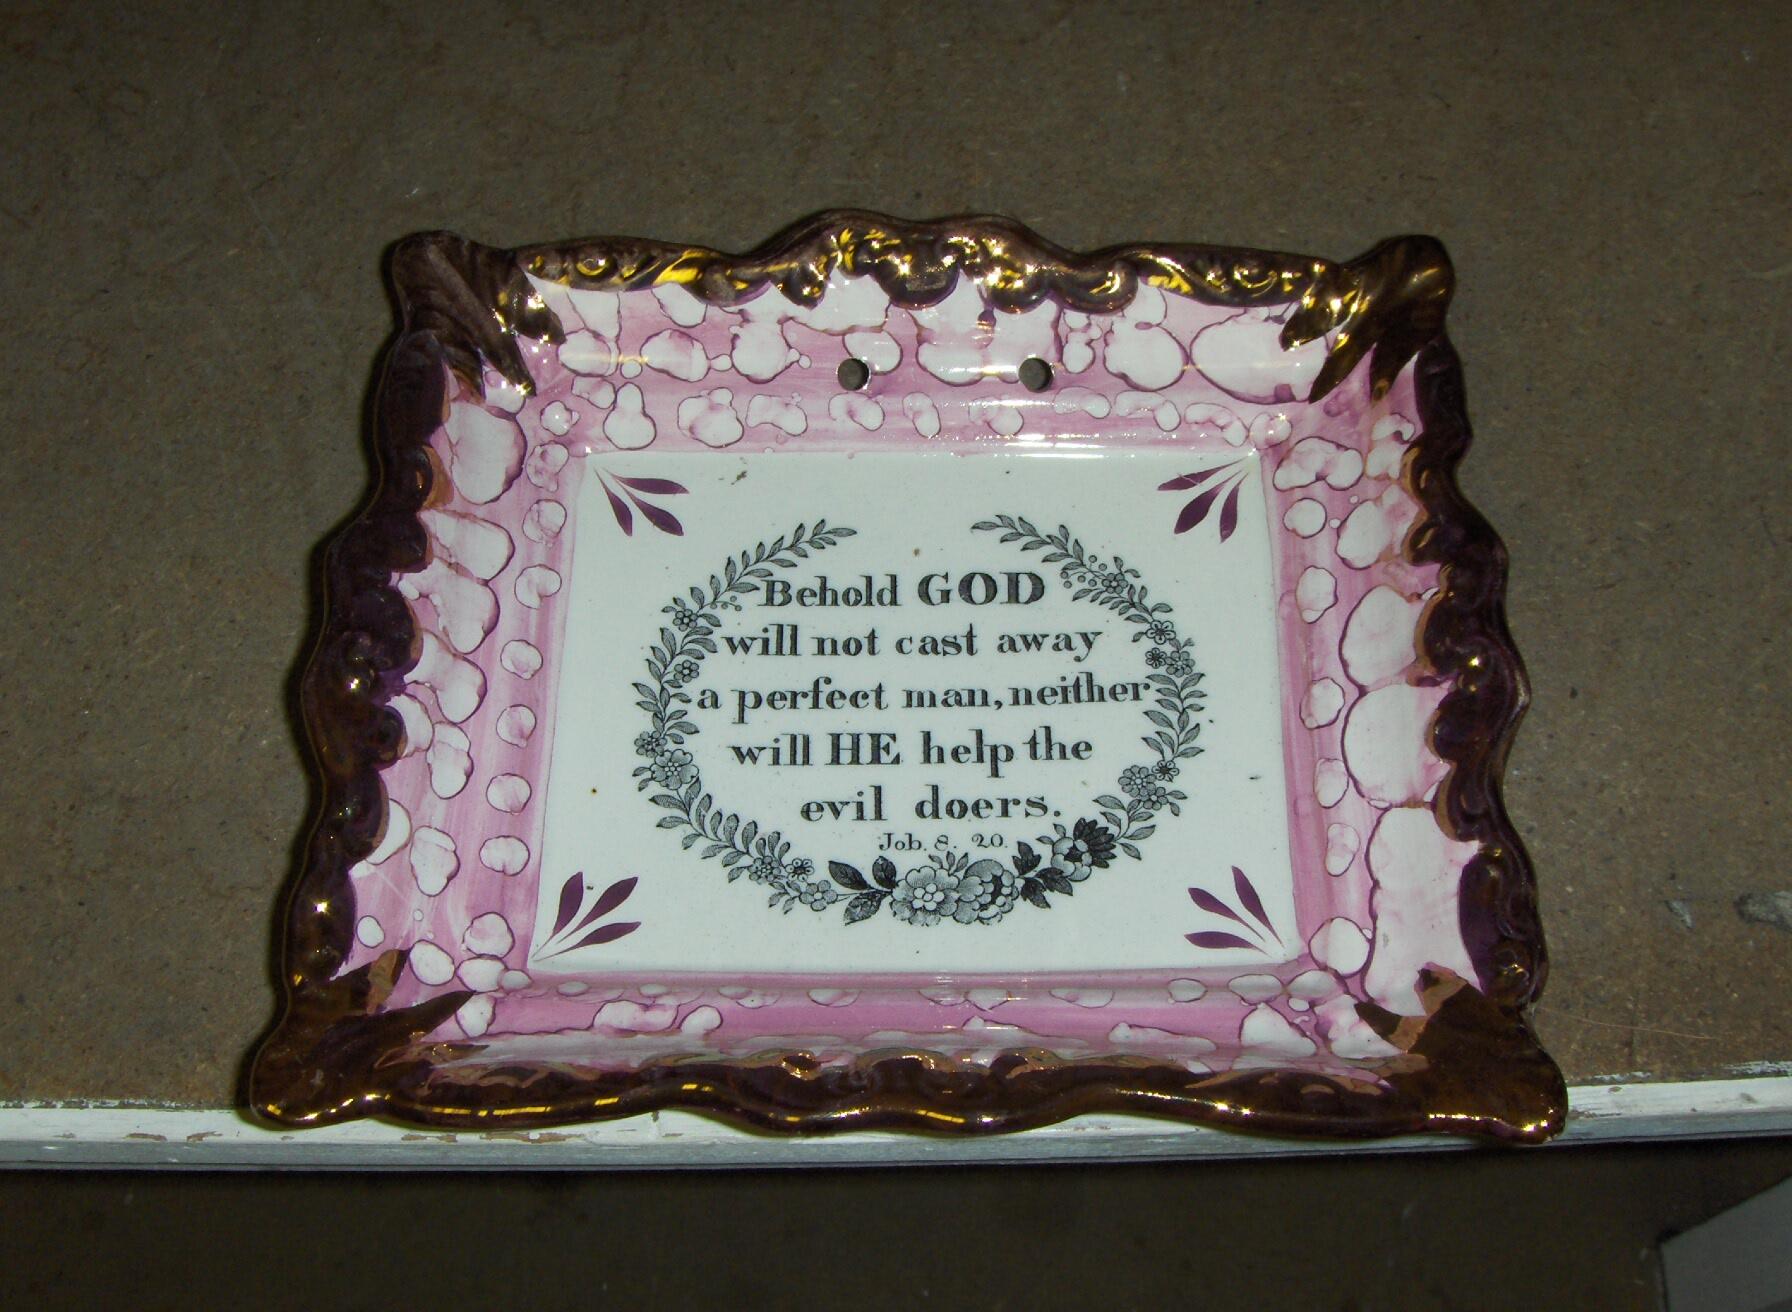 Behold GOD
will not cast away
a perfect man, neither
will HE help the
evil doers.
Job. 8. 20.